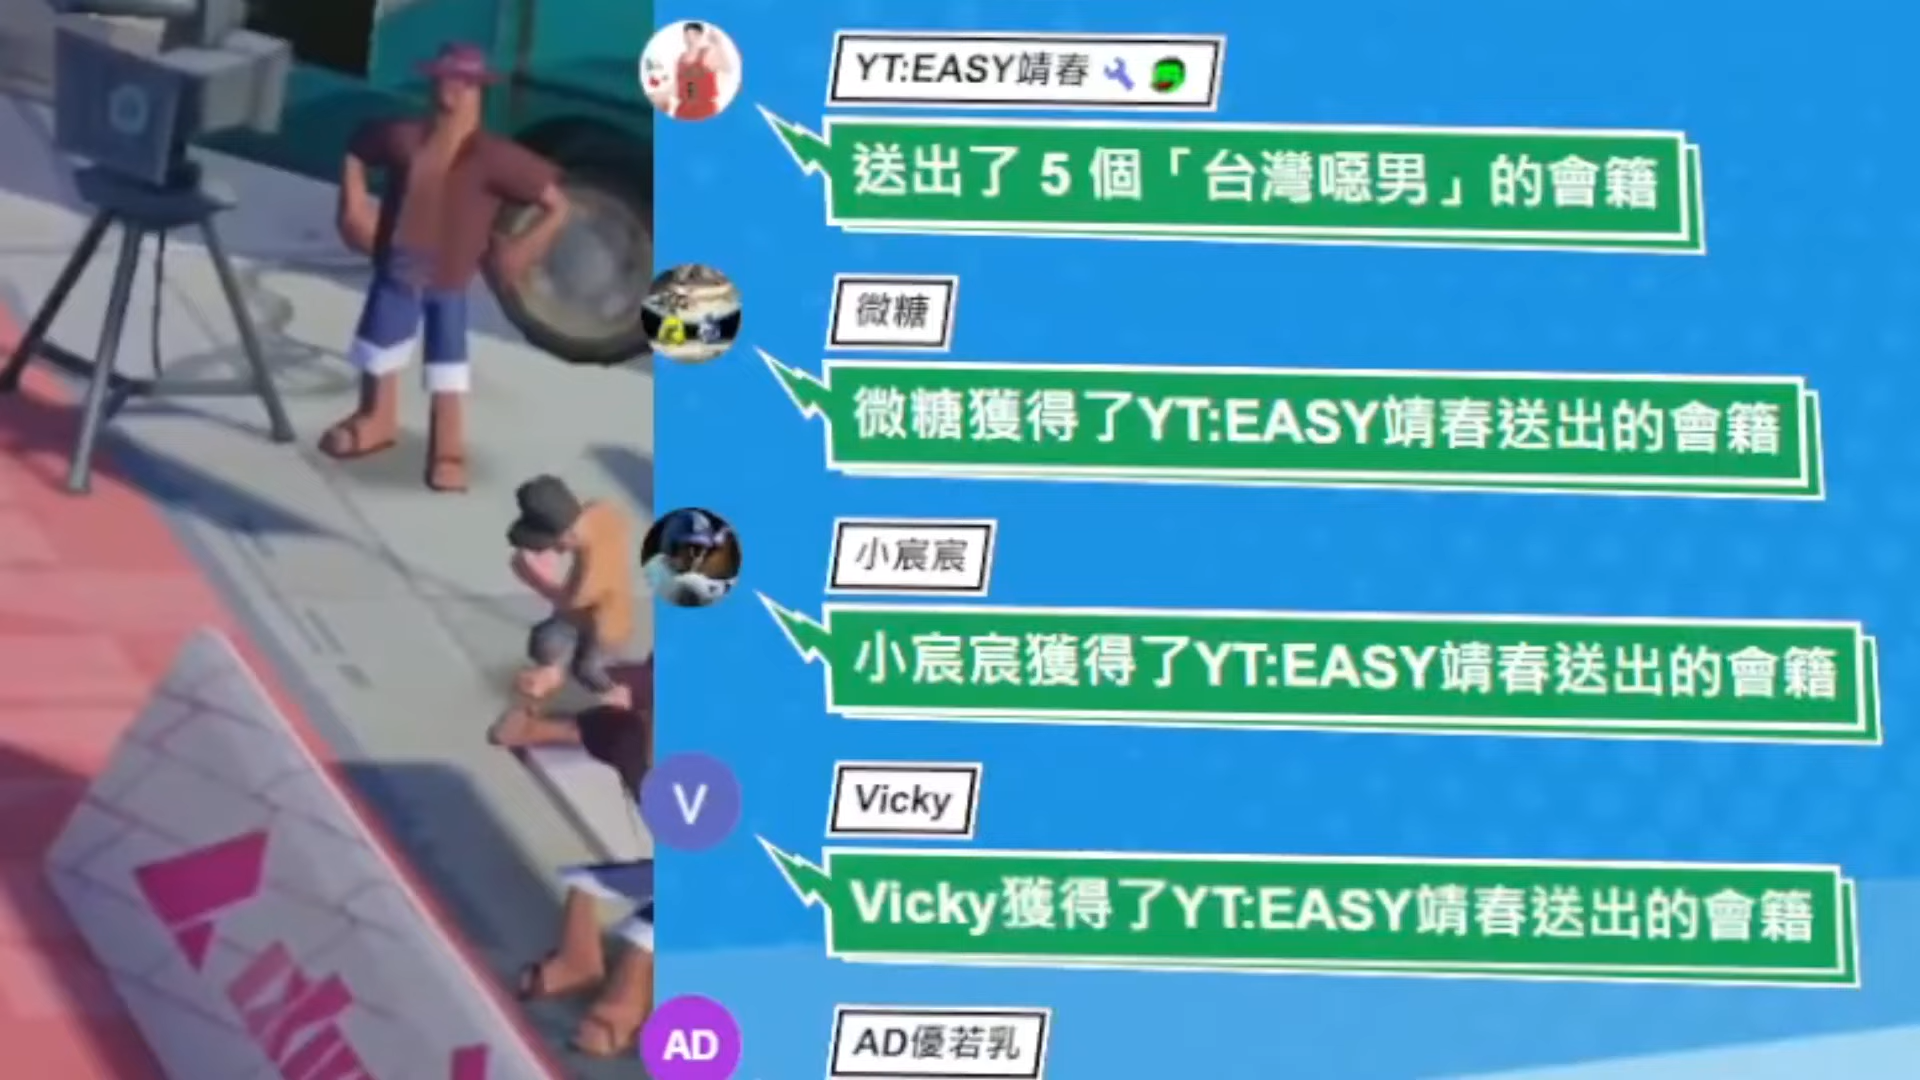 YT:EASY靖春
送出了 5 個「台灣噁男」的會籍
微糖
微糖獲得了YT:EASY靖春送出的會籍
小宸宸
小宸宸獲得了YT:EASY靖春送出的會籍
V
Vicky
Vicky獲得了YT:EASY靖春送出的會籍
AD
AD優若乳